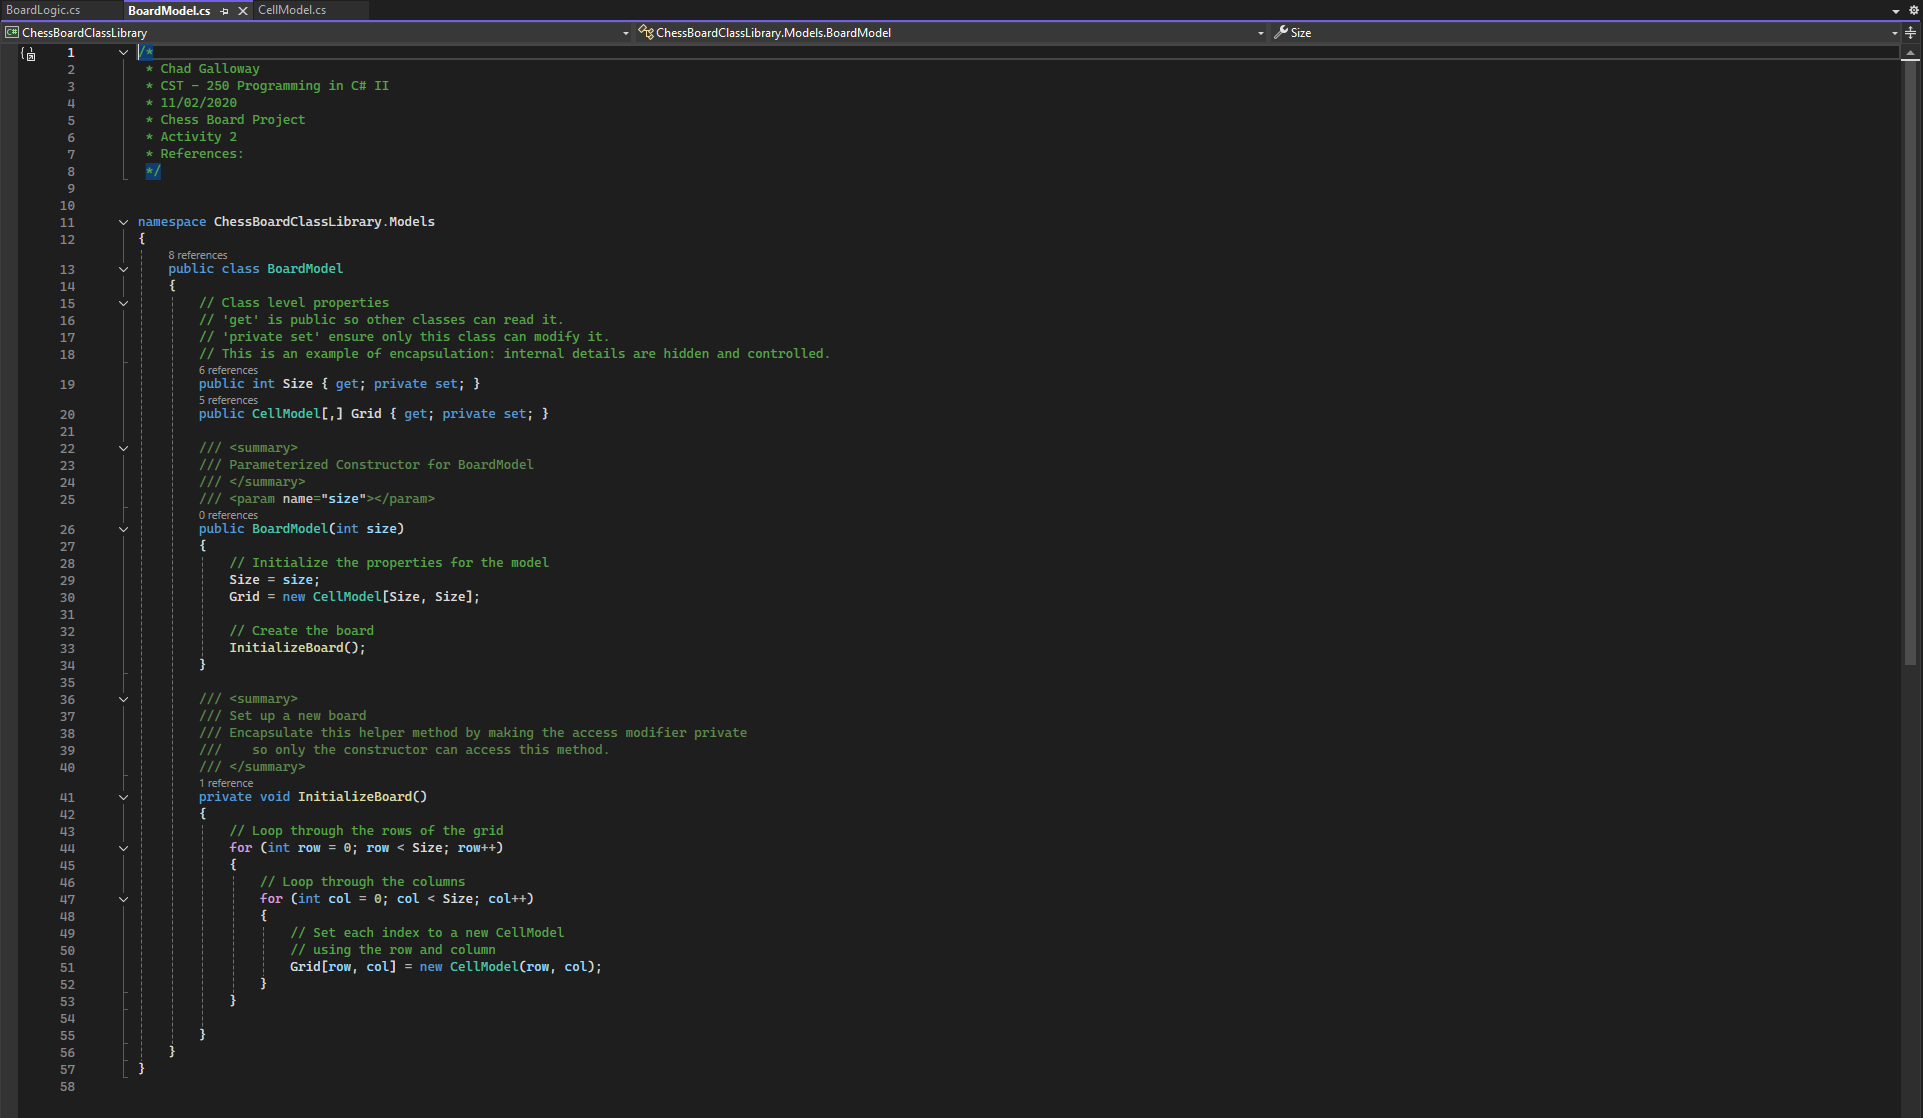 BoardLogic.cs BoardModel.cs CellModel.cs
C# ChessBoardClassLibrary ChessBoardClassLibrary.Models.BoardModel Size
1 /*
2 * Chad Galloway
3 * CST - 250 Programming in C# II
4 * 11/02/2020
5 * Chess Board Project
6 * Activity 2
7 * References:
8 */
9
10
11 namespace ChessBoardClassLibrary.Models
12 {
8 references
13 public class BoardModel
14 {
15 // Class level properties
16 // 'get' is public so other classes can read it.
17 // 'private set' ensure only this class can modify it.
18 // This is an example of encapsulation: internal details are hidden and controlled.
6 references
19 public int Size { get; private set; }
5 references
20 public CellModel[,] Grid { get; private set; }
21
22 /// <summary>
23 /// Parameterized Constructor for BoardModel
24 /// </summary>
25 /// <param name="size"></param>
0 references
26 public BoardModel(int size)
27 {
28 // Initialize the properties for the model
29 Size = size;
30 Grid = new CellModel[Size, Size];
31
32 // Create the board
33 InitializeBoard();
34 }
35
36 /// <summary>
37 /// Set up a new board
38 /// Encapsulate this helper method by making the access modifier private
39 /// so only the constructor can access this method.
40 /// </summary>
1 reference
41 private void InitializeBoard()
42 {
43 // Loop through the rows of the grid
44 for (int row = 0; row < Size; row++)
45 {
46 // Loop through the columns
47 for (int col = 0; col < Size; col++)
48 {
49 // Set each index to a new CellModel
50 // using the row and column
51 Grid[row, col] = new CellModel(row, col);
52 }
53 }
54
55 }
56 }
57 }
58